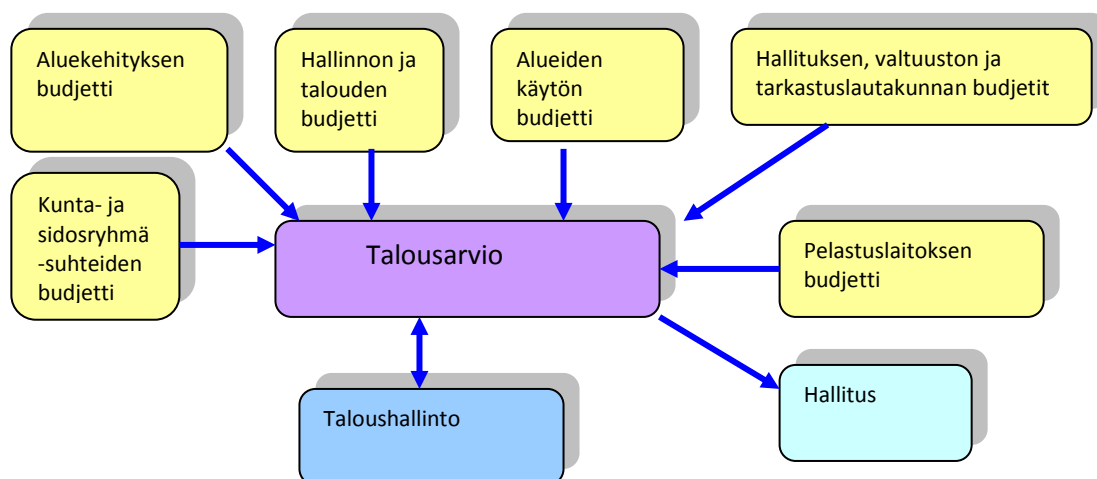 Aluekehityksen
budjetti
Hallinnon ja
talouden
budjetti
Alueiden
käytön
budjetti
Hallituksen, valtuuston ja
tarkastuslautakunnan budjetit
Kunta- ja
sidosryhmä
-suhteiden
budjetti
Talousarvio
Pelastuslaitoksen
budjetti
Taloushallinto
Hallitus